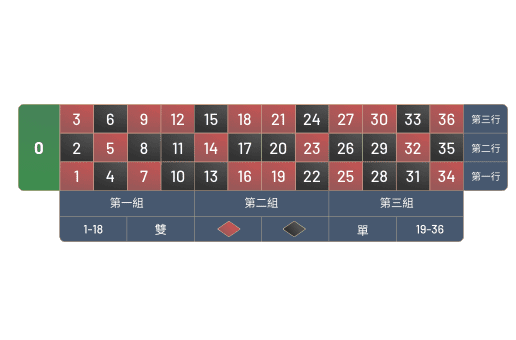 3 6 9 12 15 18 21 24 27 30 33 36 第三行
0 2 5 8 11 14 17 20 23 26 29 32 35 第二行
1 4 7 10 13 16 19 22 25 28 31 34 第一行
第一組 第二組 第三組
1-18 雙 單 19-36